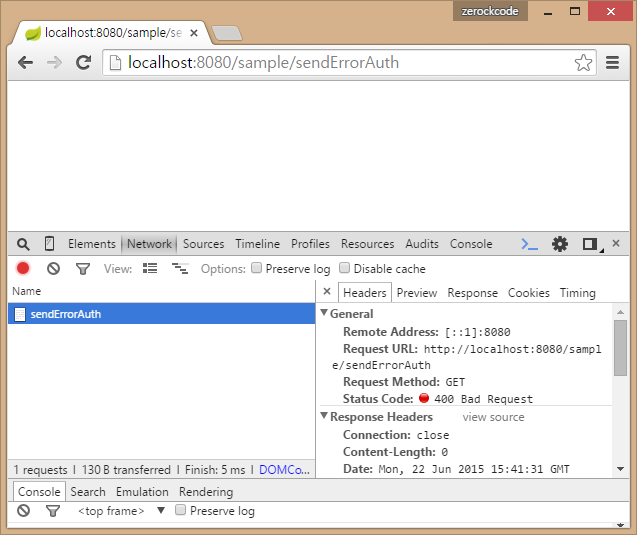 zerockcode
localhost:8080/sample/se
localhost:8080/sample/sendErrorAuth
Elements Network Sources Timeline Profiles Resources Audits Console
View: Options: Preserve log Disable cache
Name
Headers Preview Response Cookies Timing
sendErrorAuth
General
Remote Address: [::1]:8080
Request URL: http://localhost:8080/sampl
e/sendErrorAuth
Request Method: GET
Status Code: 400 Bad Request
Response Headers view source
Connection: close
Content-Length: 0
Date: Mon, 22 Jun 2015 15:41:31 GMT
1 requests | 130 B transferred | Finish: 5 ms | DOMCo...
Console Search Emulation Rendering
<top frame> ▼ Preserve log